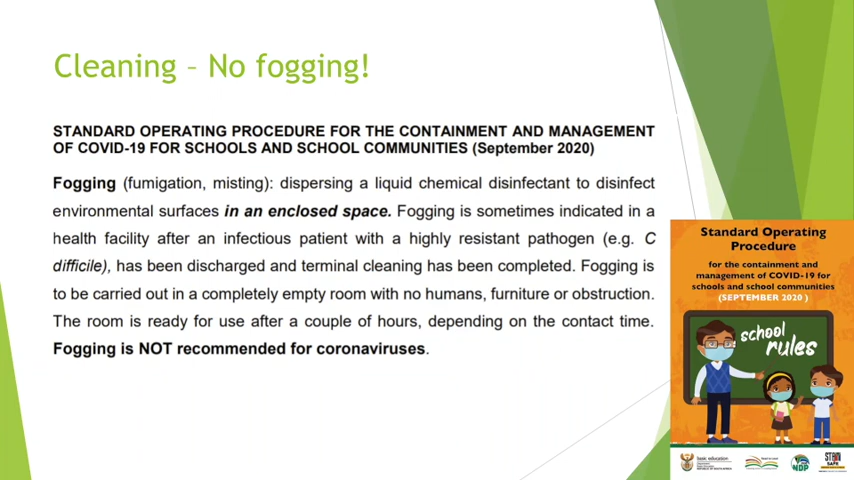 Cleaning – No fogging!
STANDARD OPERATING PROCEDURE FOR THE CONTAINMENT AND MANAGEMENT
OF COVID-19 FOR SCHOOLS AND SCHOOL COMMUNITIES (September 2020)
Fogging (fumigation, misting): dispersing a liquid chemical disinfectant to disinfect
environmental surfaces in an enclosed space. Fogging is sometimes indicated in a
health facility after an infectious patient with a highly resistant pathogen (e.g. C
difficile), has been discharged and terminal cleaning has been completed. Fogging is
to be carried out in a completely empty room with no humans, furniture or obstruction.
The room is ready for use after a couple of hours, depending on the contact time.
Fogging is NOT recommended for coronaviruses.
Standard Operating
Procedure
for the containment and
management of COVID-19 for
schools and school communities
(SEPTEMBER 2020 )
school
rules
basic education
REPUBLIC OF SOUTH AFRICA
NDP
SAFE